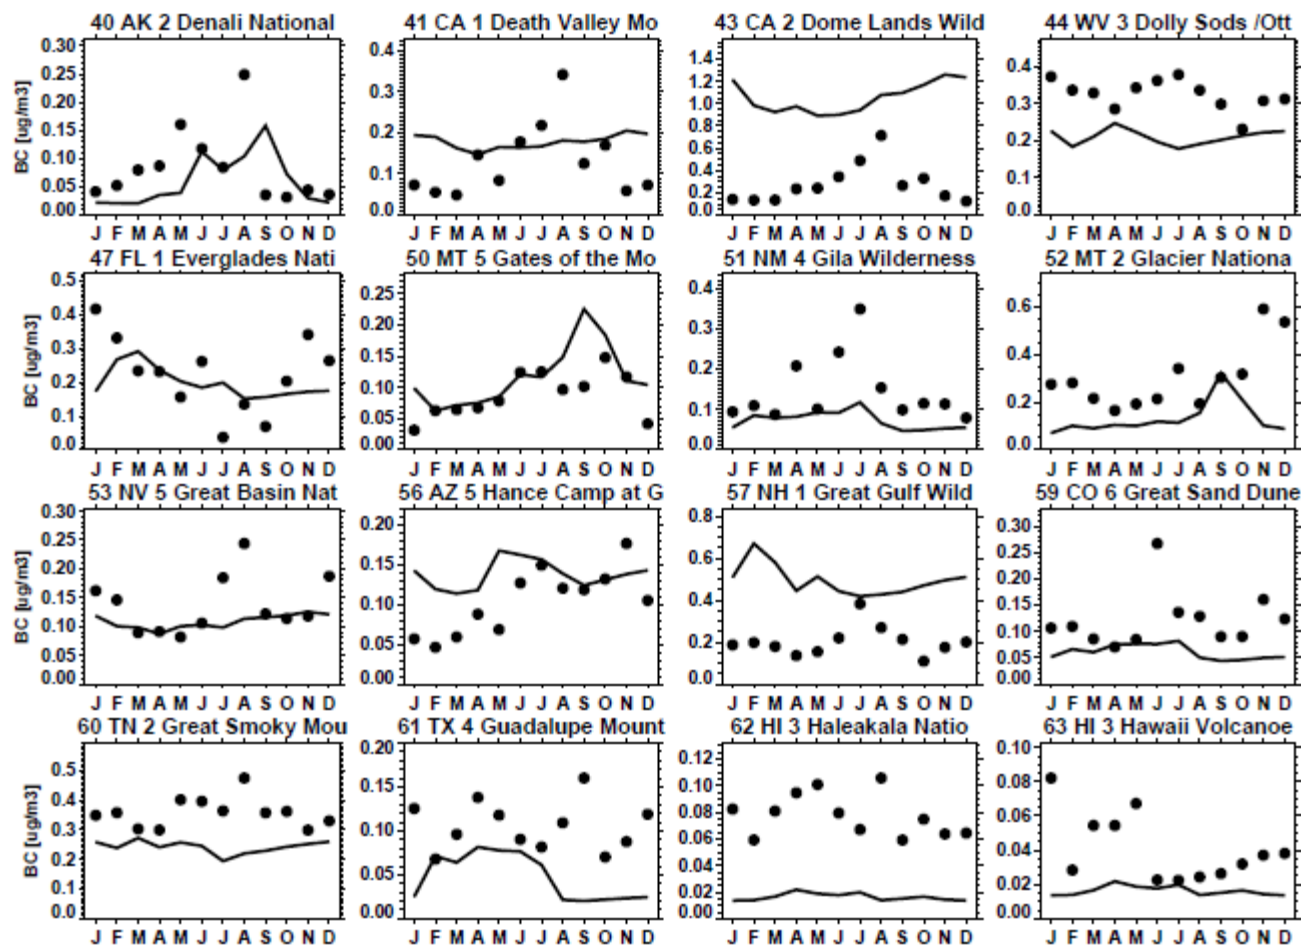 40 AK 2 Denali National
41 CA 1 Death Valley Mo
43 CA 2 Dome Lands Wild
44 WV 3 Dolly Sods /Ott
BC [ug/m3]
0.30
0.25
0.20
0.15
0.10
0.05
0.00
0.4
0.3
0.2
0.1
0.0
1.4
1.2
1.0
0.8
0.6
0.4
0.2
0.0
0.4
0.3
0.2
0.1
0.0
J F M A M J J A S O N D
J F M A M J J A S O N D
J F M A M J J A S O N D
J F M A M J J A S O N D
47 FL 1 Everglades Nati
50 MT 5 Gates of the Mo
51 NM 4 Gila Wilderness
52 MT 2 Glacier Nationa
BC [ug/m3]
0.5
0.4
0.3
0.2
0.1
0.0
0.25
0.20
0.15
0.10
0.05
0.00
0.4
0.3
0.2
0.1
0.0
0.6
0.4
0.2
0.0
J F M A M J J A S O N D
J F M A M J J A S O N D
J F M A M J J A S O N D
J F M A M J J A S O N D
53 NV 5 Great Basin Nat
56 AZ 5 Hance Camp at G
57 NH 1 Great Gulf Wild
59 CO 6 Great Sand Dune
BC [ug/m3]
0.30
0.25
0.20
0.15
0.10
0.05
0.00
0.20
0.15
0.10
0.05
0.00
0.8
0.6
0.4
0.2
0.0
0.30
0.25
0.20
0.15
0.10
0.05
0.00
J F M A M J J A S O N D
J F M A M J J A S O N D
J F M A M J J A S O N D
J F M A M J J A S O N D
60 TN 2 Great Smoky Mou
61 TX 4 Guadalupe Mount
62 HI 3 Haleakala Natio
63 HI 3 Hawaii Volcanoe
BC [ug/m3]
0.5
0.4
0.3
0.2
0.1
0.0
0.20
0.15
0.10
0.05
0.00
0.12
0.10
0.08
0.06
0.04
0.02
0.00
0.10
0.08
0.06
0.04
0.02
0.00
J F M A M J J A S O N D
J F M A M J J A S O N D
J F M A M J J A S O N D
J F M A M J J A S O N D